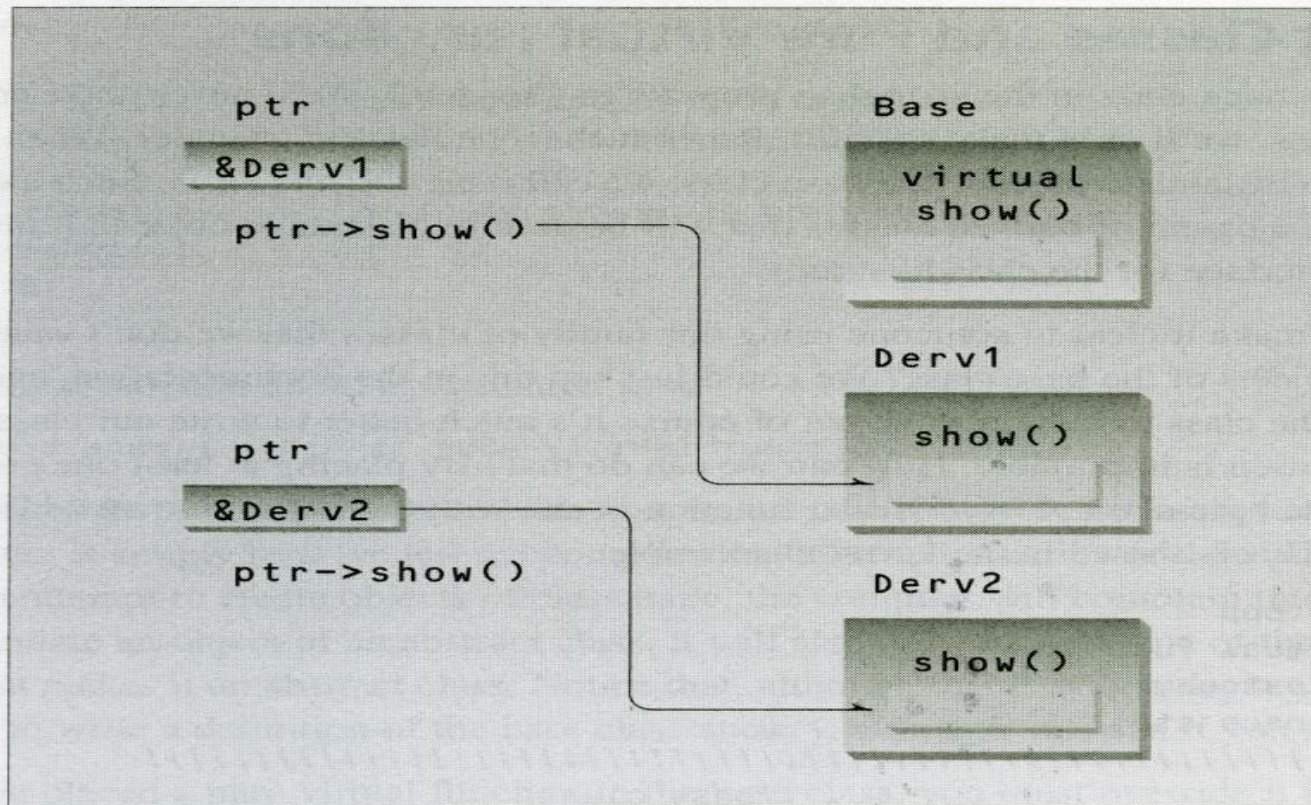 ptr
&Derv1
ptr->show()
Base
virtual
show()
Derv1
show()
ptr
&Derv2
ptr->show()
Derv2
show()